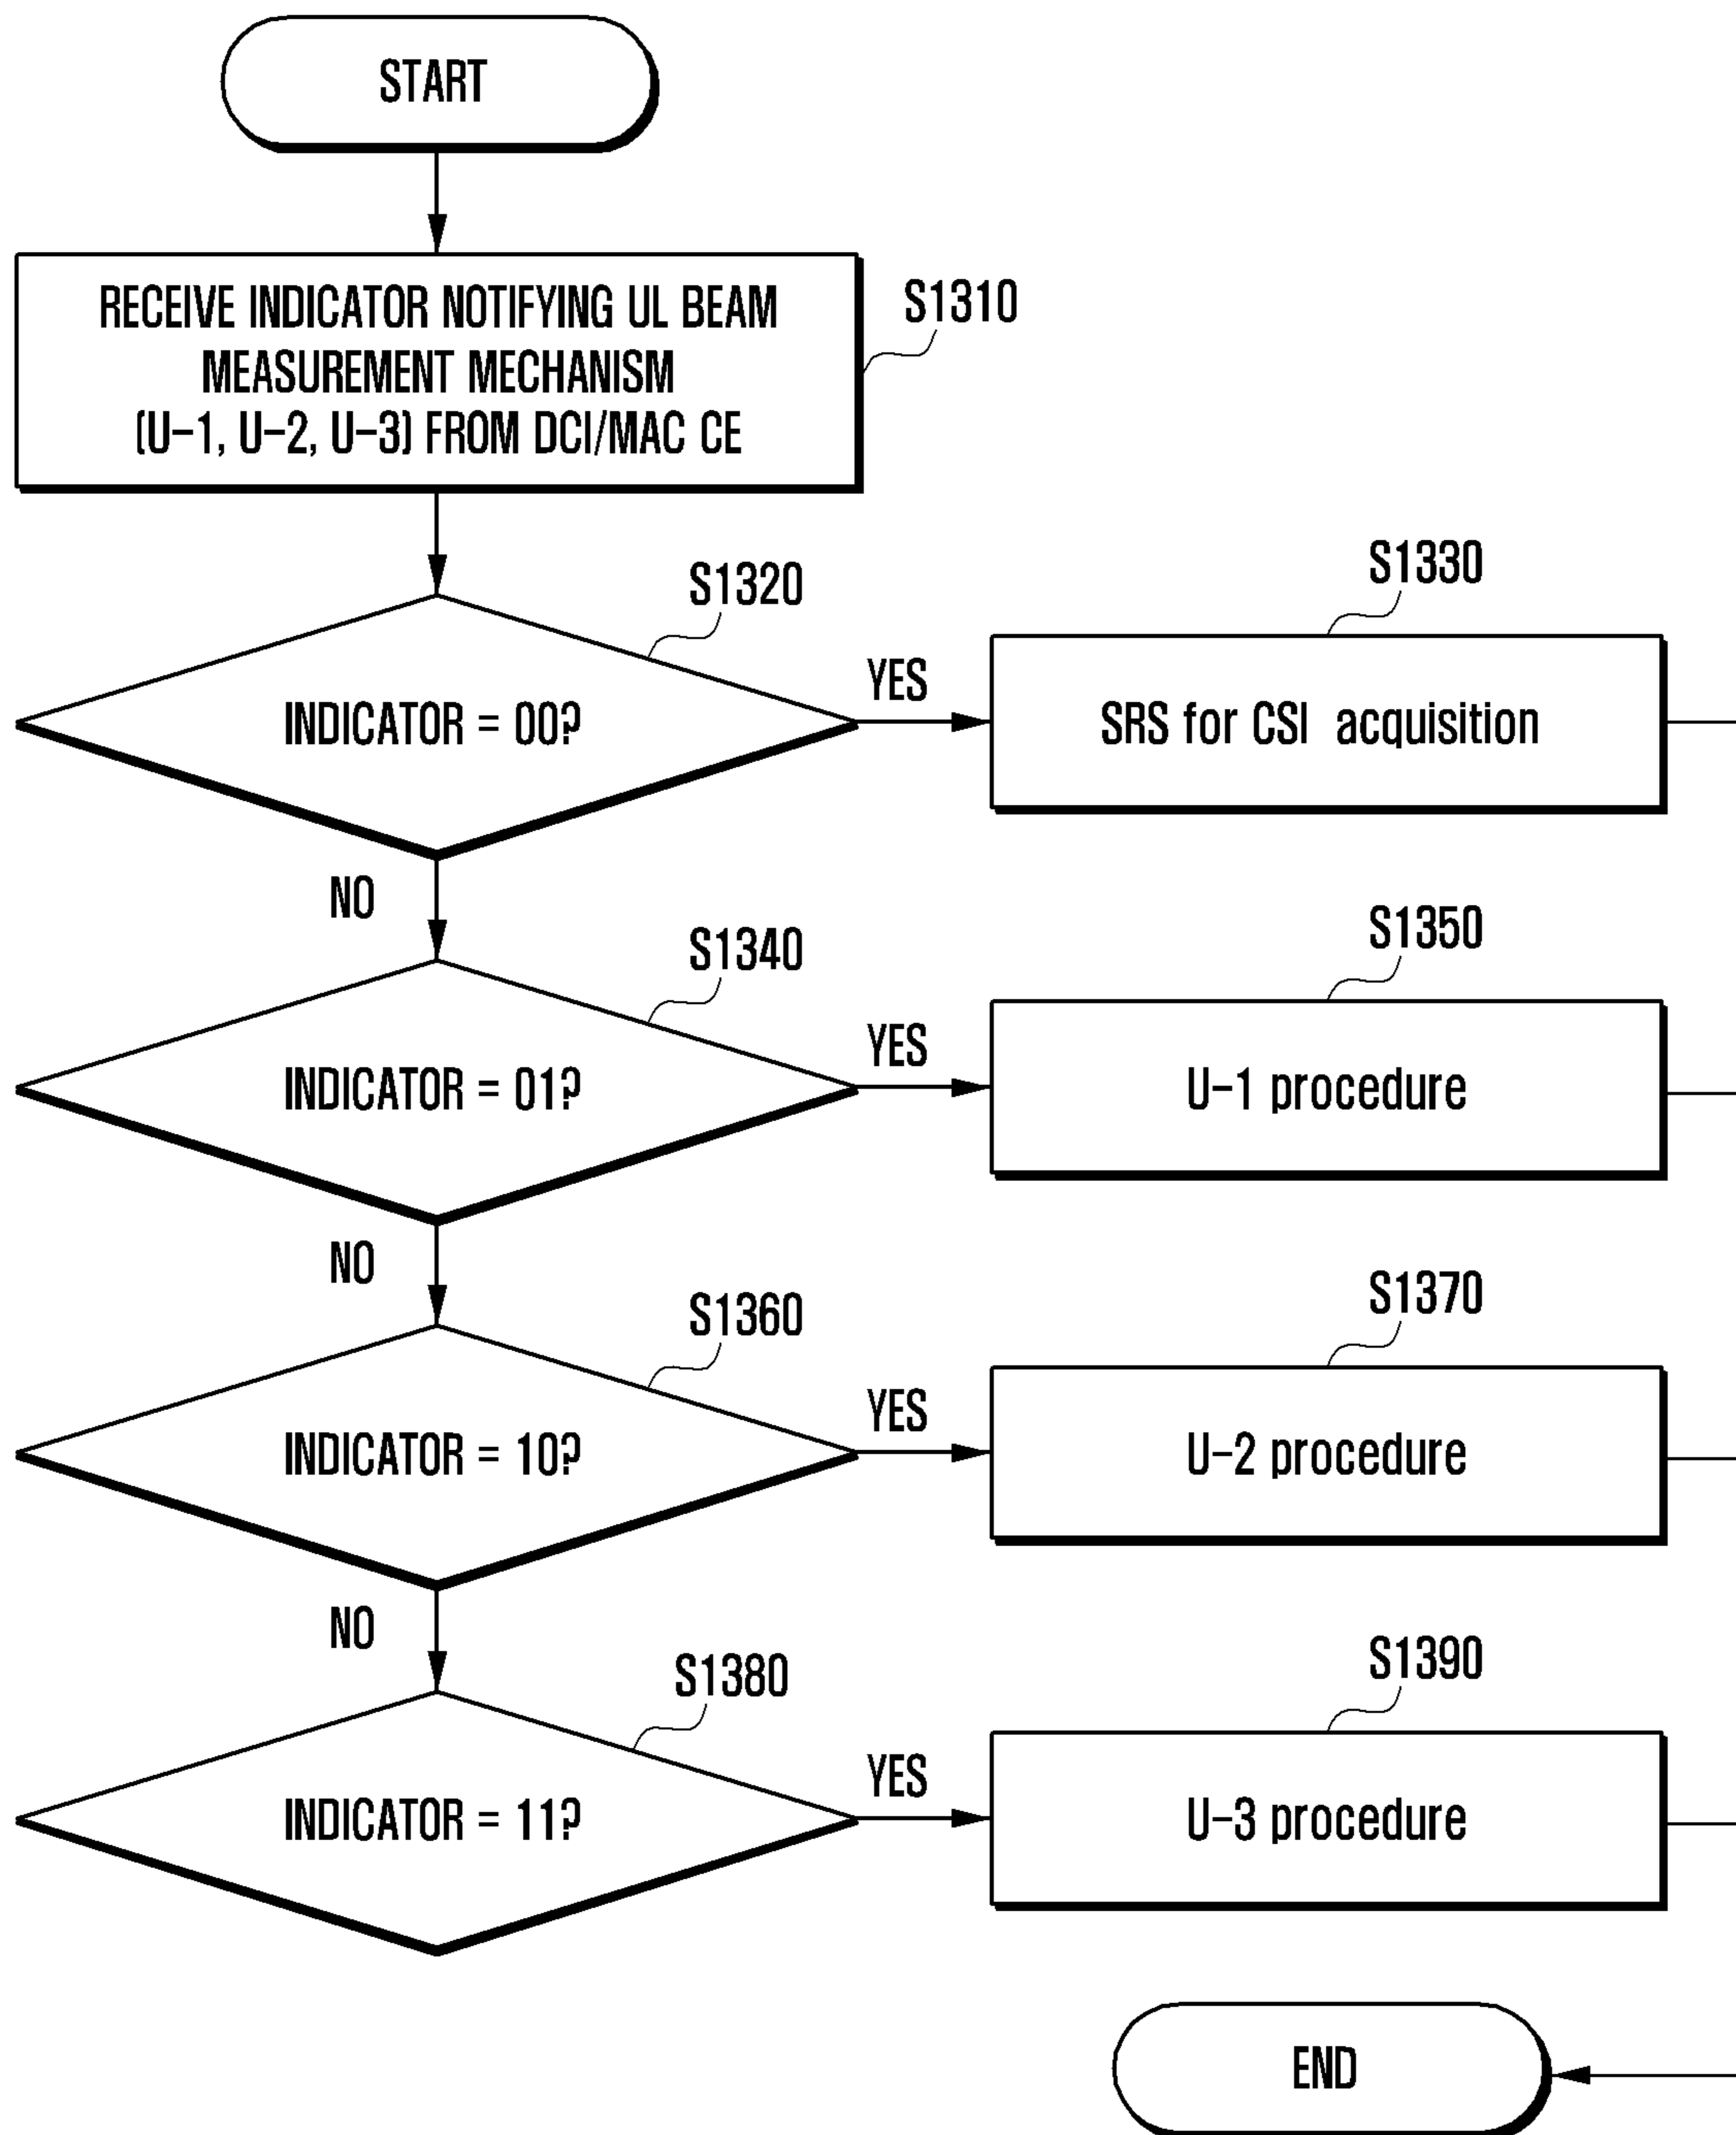 START
RECEIVE INDICATOR NOTIFYING UL BEAM
MEASUREMENT MECHANISM
(U-1, U-2, U-3) FROM DCI/MAC CE
S1310
S1320
INDICATOR = 00?
YES
S1330
SRS for CSI acquisition
NO
S1340
INDICATOR = 01?
YES
S1350
U-1 procedure
NO
S1360
INDICATOR = 10?
YES
S1370
U-2 procedure
NO
S1380
INDICATOR = 11?
YES
S1390
U-3 procedure
END